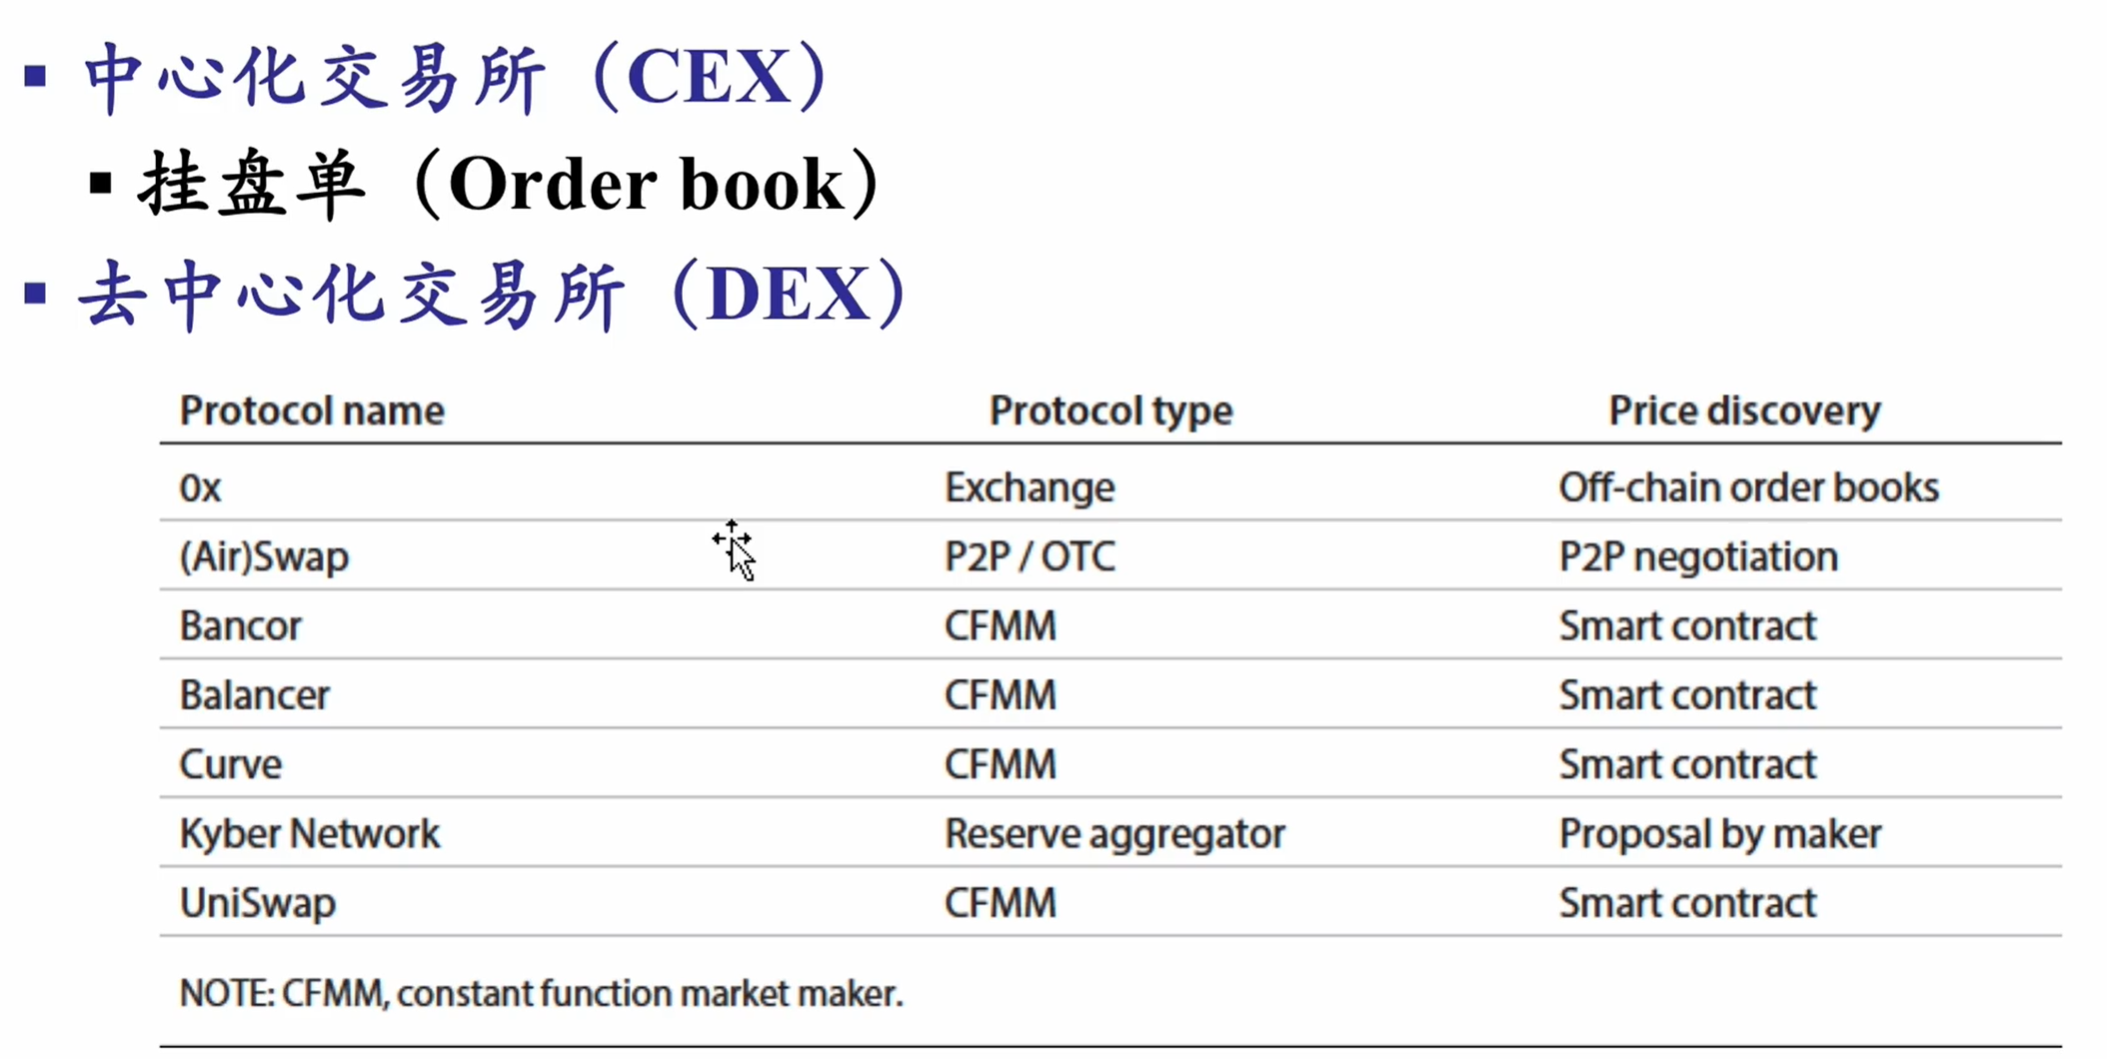 ▪ 中心化交易所（CEX）
▪ 挂盘单（Order book）
▪ 去中心化交易所（DEX）
Protocol name Protocol type Price discovery
0x Exchange Off-chain order books
(Air)Swap P2P / OTC P2P negotiation
Bancor CFMM Smart contract
Balancer CFMM Smart contract
Curve CFMM Smart contract
Kyber Network Reserve aggregator Proposal by maker
UniSwap CFMM Smart contract
NOTE: CFMM, constant function market maker.